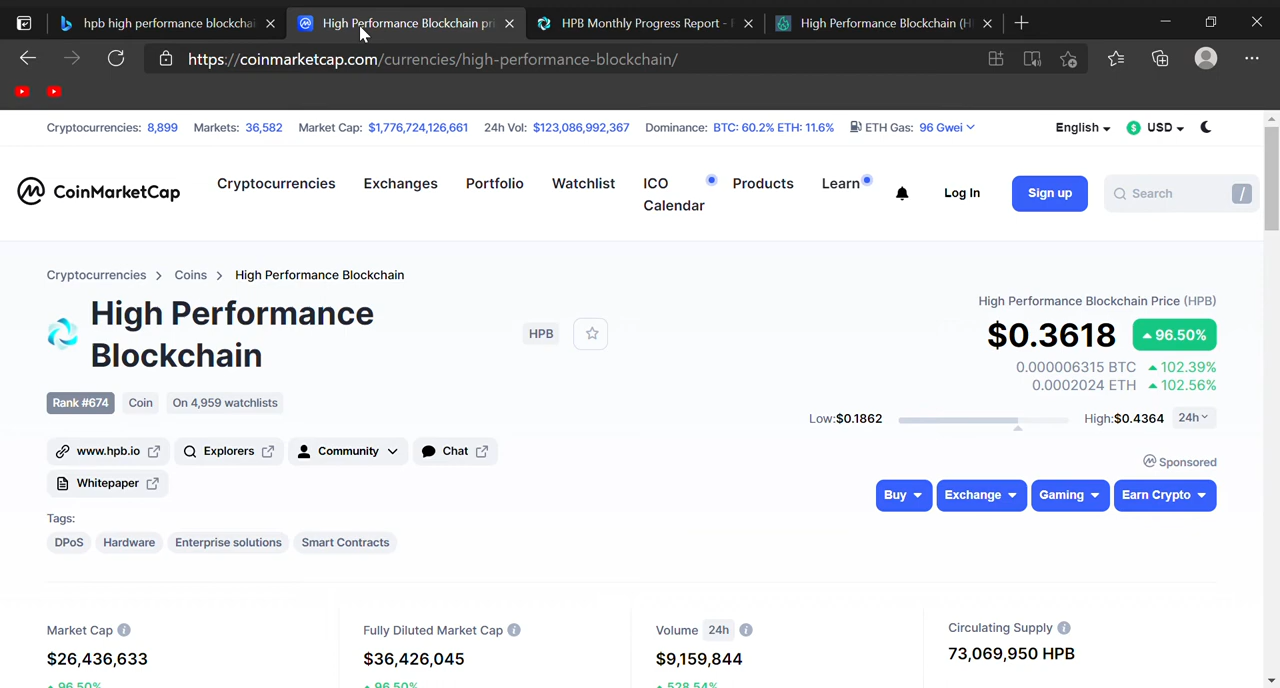 hpb high performance blockchai
High Performance Blockchain pri
HPB Monthly Progress Report -
High Performance Blockchain (H
https://coinmarketcap.com/currencies/high-performance-blockchain/
Cryptocurrencies: 8,899 Markets: 36,582 Market Cap: $1,776,724,126,661 24h Vol: $123,086,992,367 Dominance: BTC: 60.2% ETH: 11.6% ETH Gas: 96 Gwei English USD
CoinMarketCap
Cryptocurrencies Exchanges Portfolio Watchlist ICO Calendar Products Learn Log In Sign up Search /
Cryptocurrencies > Coins > High Performance Blockchain
High Performance
Blockchain
HPB
High Performance Blockchain Price (HPB)
$0.3618 96.50%
0.000006315 BTC 102.39%
0.0002024 ETH 102.56%
Low:$0.1862 High:$0.4364 24h
Rank #674 Coin On 4,959 watchlists
www.hpb.io Explorers Community Chat
Whitepaper
Sponsored
Buy Exchange Gaming Earn Crypto
Tags:
DPoS Hardware Enterprise solutions Smart Contracts
Market Cap
$26,436,633
96.50%
Fully Diluted Market Cap
$36,426,045
96.50%
Volume 24h
$9,159,844
528.54%
Circulating Supply
73,069,950 HPB